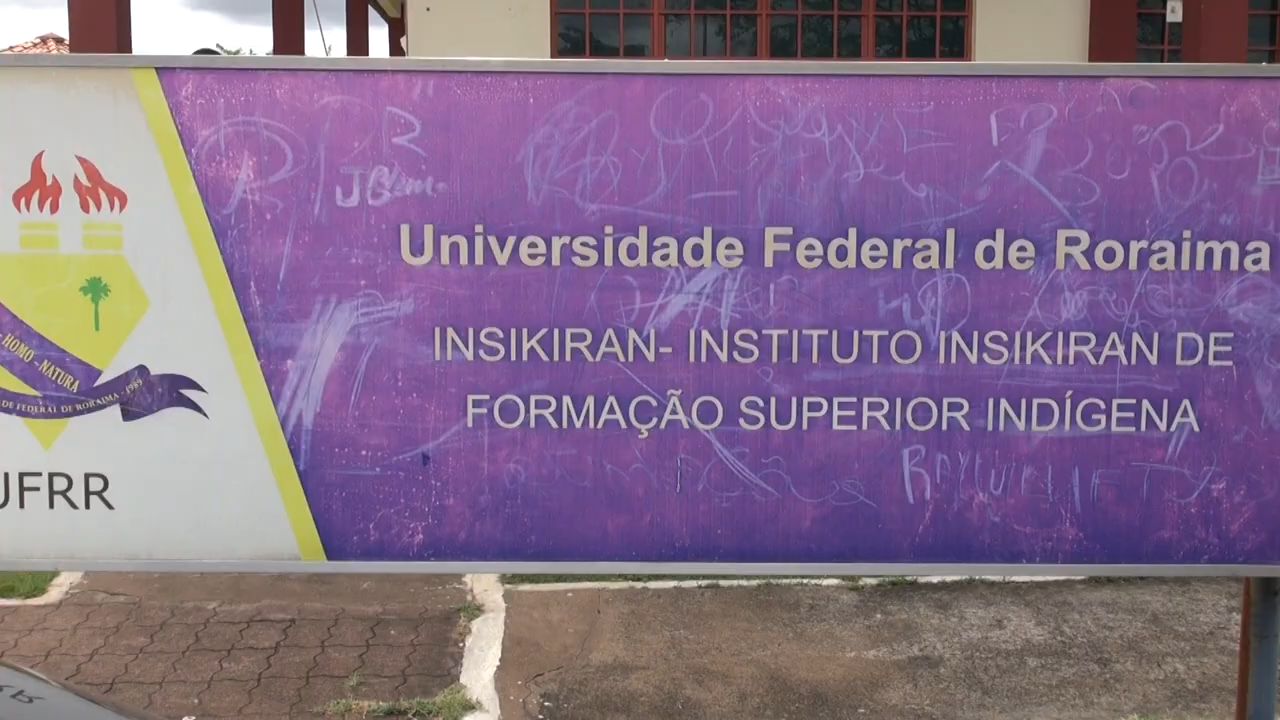 Universidade Federal de Roraima
INSIKIRAN- INSTITUTO INSIKIRAN DE
FORMAÇÃO SUPERIOR INDÍGENA
HOMO - NATURA
DE FEDERAL DE RORAIMA - 1989
UFRR